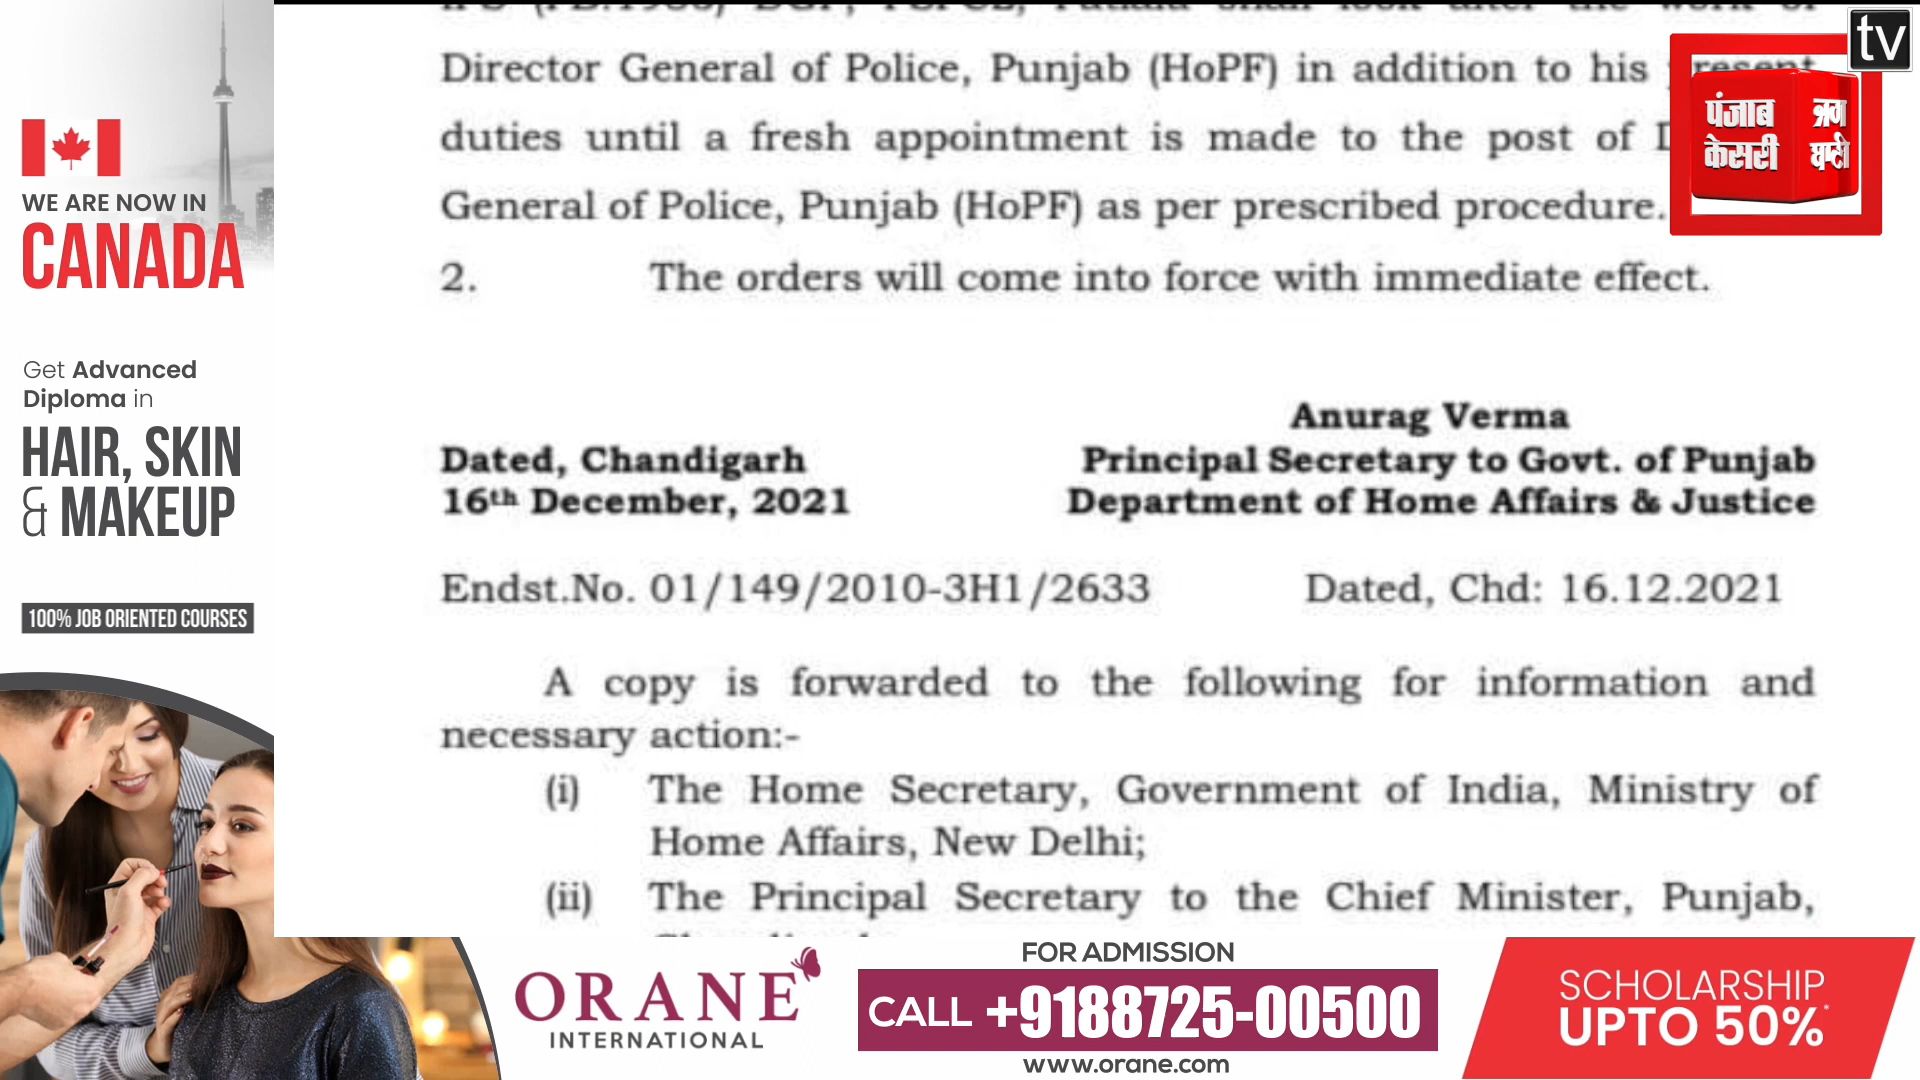 Director General of Police, Punjab (HoPF) in addition to his present
duties until a fresh appointment is made to the post of D
General of Police, Punjab (HoPF) as per prescribed procedure.
2. The orders will come into force with immediate effect.
Anurag Verma
Dated, Chandigarh Principal Secretary to Govt. of Punjab
16th December, 2021 Department of Home Affairs & Justice
Endst.No. 01/149/2010-3H1/2633 Dated, Chd: 16.12.2021
A copy is forwarded to the following for information and
necessary action:-
(i) The Home Secretary, Government of India, Ministry of
Home Affairs, New Delhi;
(ii) The Principal Secretary to the Chief Minister, Punjab,
tv
पंजाब
केसरी
WE ARE NOW IN
CANADA
Get Advanced
Diploma in
HAIR, SKIN
& MAKEUP
100% JOB ORIENTED COURSES
ORANE
INTERNATIONAL
FOR ADMISSION
CALL +9188725-00500
www.orane.com
SCHOLARSHIP
UPTO 50%*